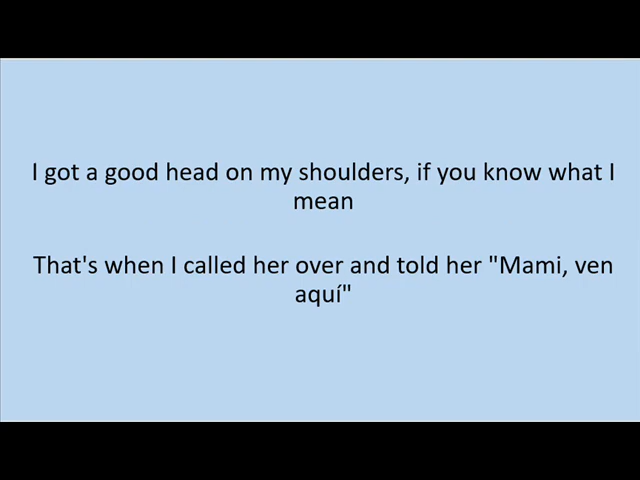 I got a good head on my shoulders, if you know what I
mean
That's when I called her over and told her "Mami, ven
aquí"